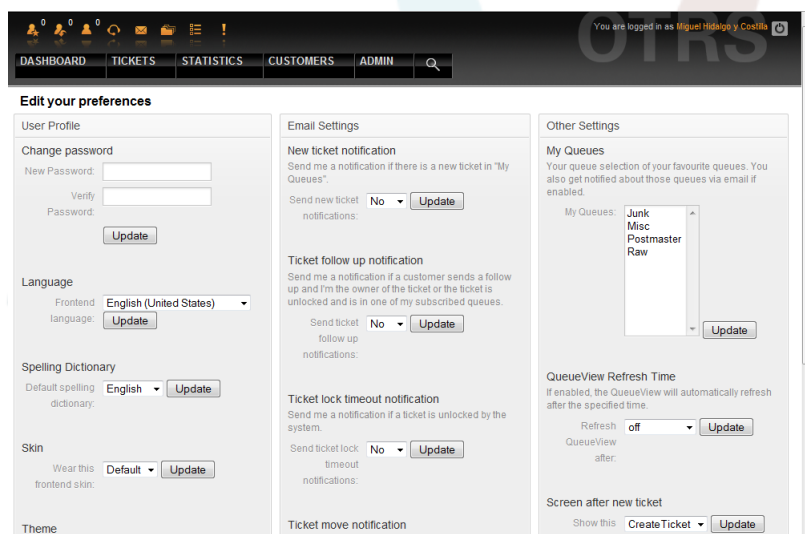 0 0 0
You are logged in as Miguel Hidalgo y Costilla
OTRS
DASHBOARD TICKETS STATISTICS CUSTOMERS ADMIN
Edit your preferences
User Profile
Change password
New Password:
Verify
Password:
Update
Language
Frontend English (United States)
language: Update
Spelling Dictionary
Default spelling English Update
dictionary:
Skin
Wear this Default Update
frontend skin:
Theme
Email Settings
New ticket notification
Send me a notification if there is a new ticket in "My
Queues".
Send new ticket No Update
notifications:
Ticket follow up notification
Send me a notification if a customer sends a follow
up and I'm the owner of the ticket or the ticket is
unlocked and is in one of my subscribed queues.
Send ticket No Update
follow up
notifications:
Ticket lock timeout notification
Send me a notification if a ticket is unlocked by the
system.
Send ticket lock No Update
timeout
notifications:
Ticket move notification
Other Settings
My Queues
Your queue selection of your favourite queues. You
also get notified about those queues via email if
enabled.
My Queues: Junk
Misc
Postmaster
Raw
Update
QueueView Refresh Time
If enabled, the QueueView will automatically refresh
after the specified time.
Refresh off Update
QueueView
after:
Screen after new ticket
Show this CreateTicket Update